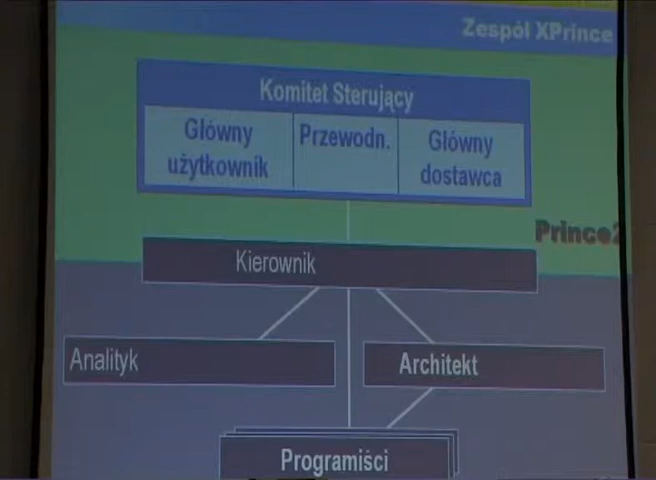 Zespół XPrince
Komitet Sterujący
Główny
użytkownik
Przewodn.
Główny
dostawca
Prince2
Kierownik
Analityk
Architekt
Programiści